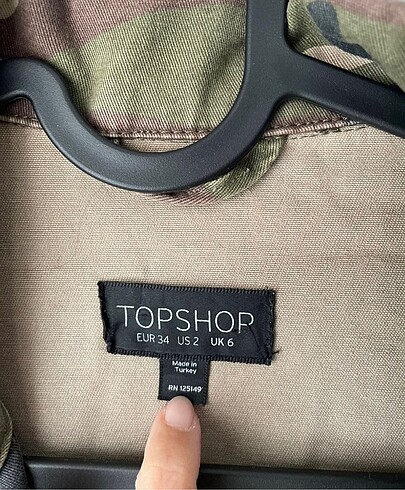 TOPSHOP
EUR 34 US 2 UK 6
Made in
Turkey
RN 125149